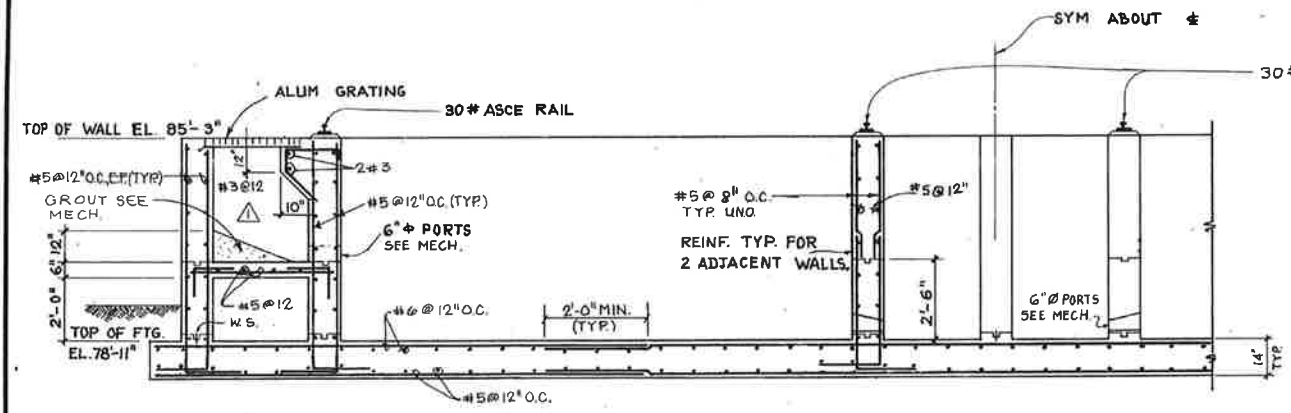 SYM ABOUT ℄
30#
ALUM GRATING
30# ASCE RAIL
TOP OF WALL EL. 85'-3"
12"
2#3
#5@12"O.C.,E.F.(TYP.)
#3@12
GROUT SEE
MECH.
1
10"
#5@12"O.C.(TYP.)
#5@8" O.C.
TYP. UNO.
#5@12"
6"ϕ PORTS
SEE MECH.
REINF. TYP. FOR
2 ADJACENT WALLS.
12"
6"
2'-0"
#5@12
W.S.
TOP OF FTG.
EL.78'-11"
#6@12"O.C.
2'-0"MIN.
(TYP.)
2'-6"
6"Ø PORTS
SEE MECH.
14"
TYP.
#5@12"O.C.